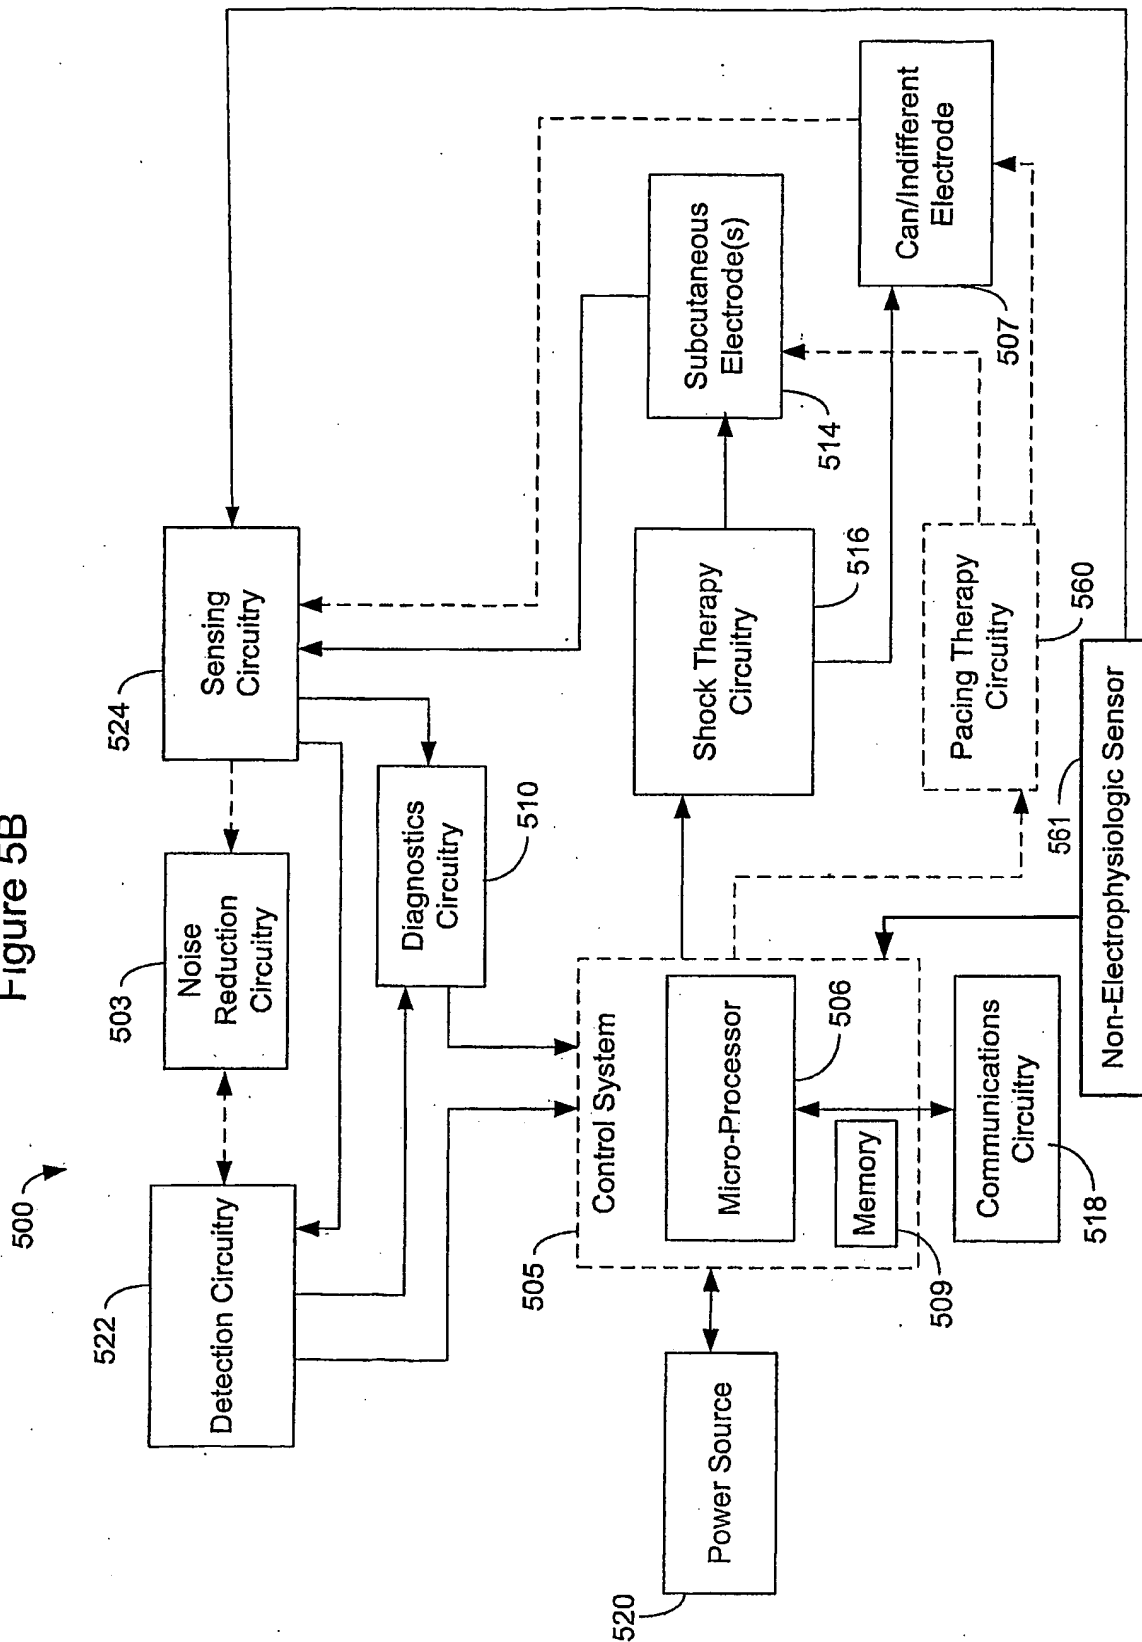 Figure 5B
500
522
Detection Circuitry
503
Noise
Reduction
Circuitry
524
Sensing
Circuitry
Diagnostics
Circuitry
510
505
Control System
Micro-Processor
506
Memory
509
Power Source
520
Communications
Circuitry
518
Shock Therapy
Circuitry
516
Subcutaneous
Electrode(s)
514
Can/Indifferent
Electrode
507
Pacing Therapy
Circuitry
560
561
Non-Electrophysiologic Sensor